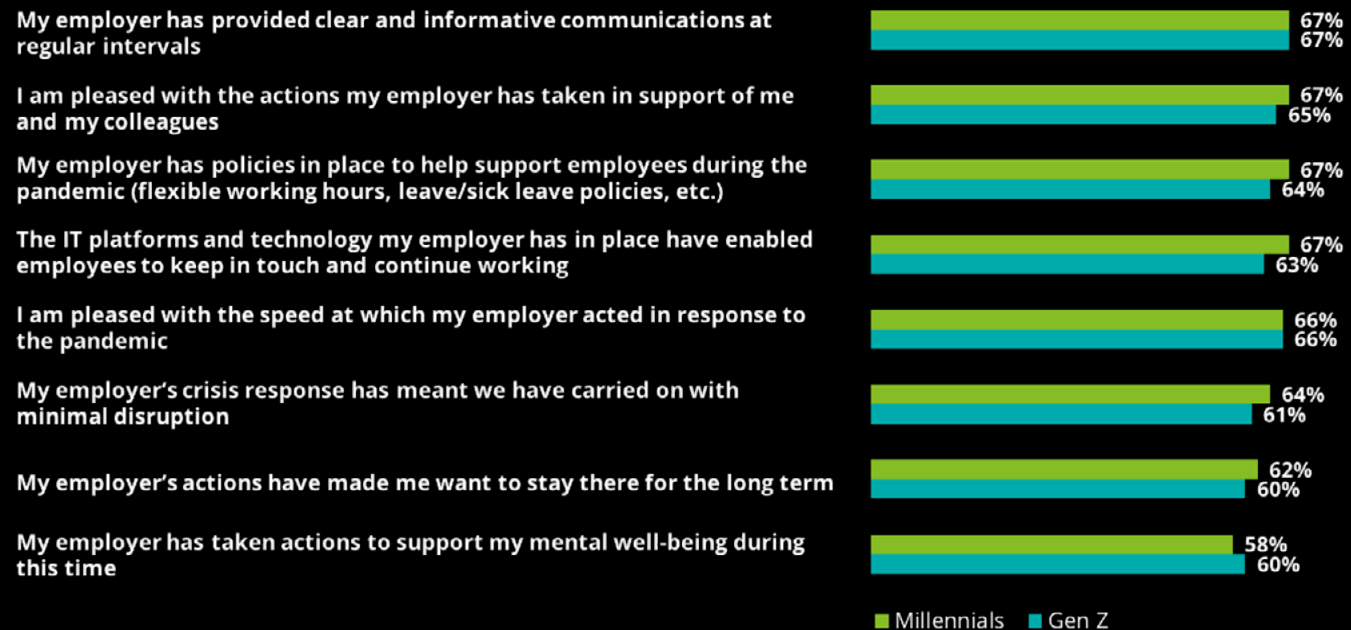 My employer has provided clear and informative communications at
regular intervals
67%
67%
I am pleased with the actions my employer has taken in support of me
and my colleagues
67%
65%
My employer has policies in place to help support employees during the
pandemic (flexible working hours, leave/sick leave policies, etc.)
67%
64%
The IT platforms and technology my employer has in place have enabled
employees to keep in touch and continue working
67%
63%
I am pleased with the speed at which my employer acted in response to
the pandemic
66%
66%
My employer’s crisis response has meant we have carried on with
minimal disruption
64%
61%
My employer’s actions have made me want to stay there for the long term
62%
60%
My employer has taken actions to support my mental well-being during
this time
58%
60%
Millennials Gen Z